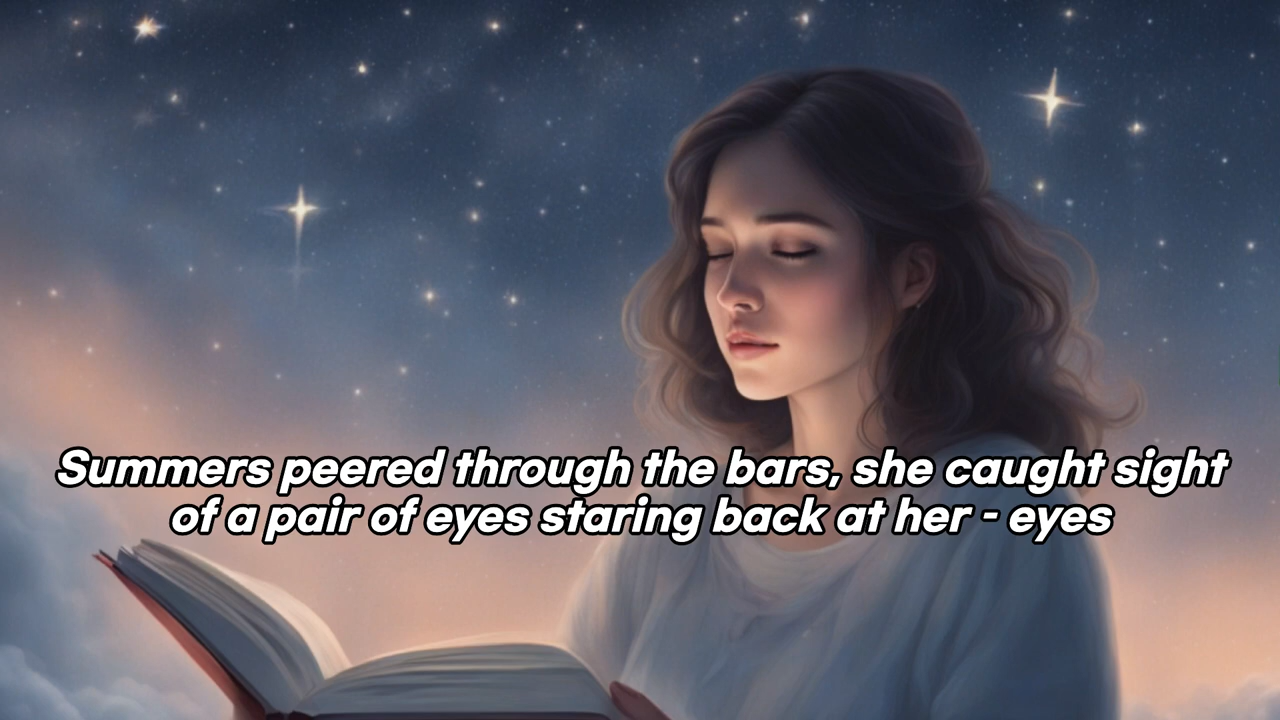 Summers peered through the bars, she caught sight
of a pair of eyes staring back at her - eyes